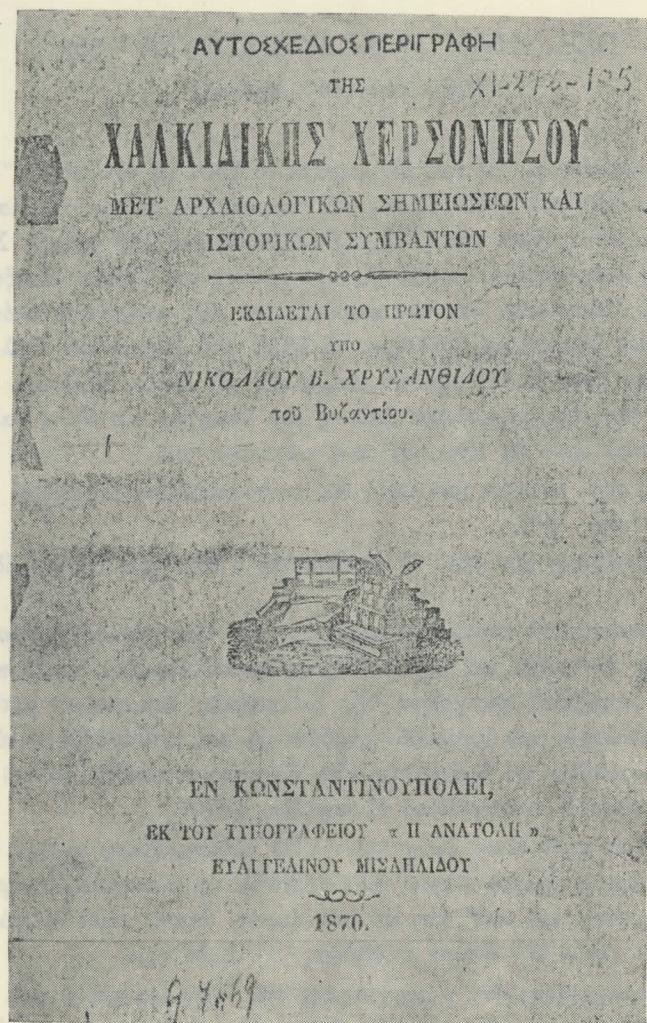 ΑΥΤΟΣΧΕΔΙΟΣ ΠΕΡΙΓΡΑΦΗ
ΤΗΣ
ΧΑΛΚΙΔΙΚΗΣ ΧΕΡΣΟΝΗΣΟΥ
ΜΕΤ' ΑΡΧΑΙΟΛΟΓΙΚΩΝ ΣΗΜΕΙΩΣΕΩΝ ΚΑΙ
ΙΣΤΟΡΙΚΩΝ ΣΥΜΒΑΝΤΩΝ
ΕΚΔΙΔΕΤΑΙ ΤΟ ΠΡΩΤΟΝ
ΥΠΟ
ΝΙΚΟΛΑΟΥ Β. ΧΡΥΣΑΝΘΙΔΟΥ
τοῦ Βυζαντίου.
ΕΝ ΚΩΝΣΤΑΝΤΙΝΟΥΠΟΛΕΙ,
ΕΚ ΤΟΥ ΤΥΠΟΓΡΑΦΕΙΟΥ « Η ΑΝΑΤΟΛΗ »
ΕΥΑΓΓΕΛΙΝΟΥ ΜΙΣΑΗΛΙΔΟΥ
1870.